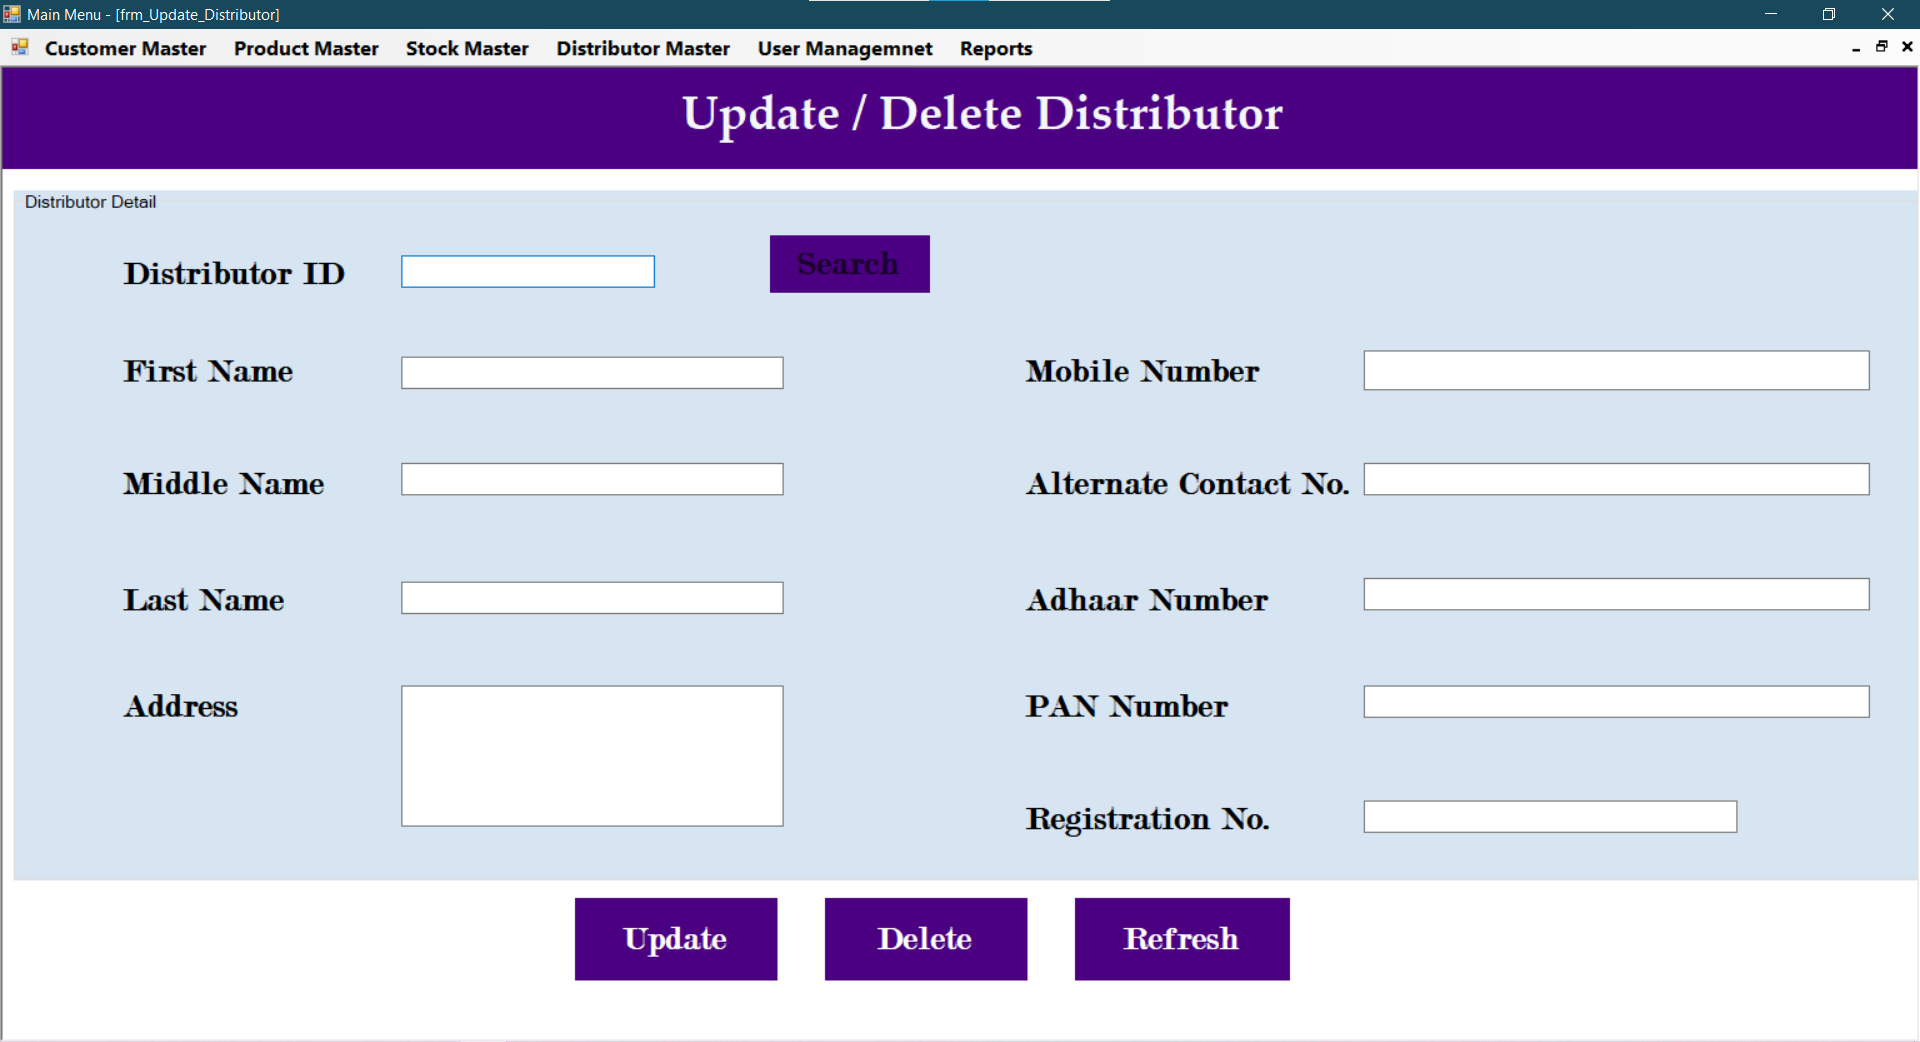 Main Menu - [frm_Update_Distributor]
Customer Master Product Master Stock Master Distributor Master User Managemnet Reports
Update / Delete Distributor
Distributor Detail
Distributor ID Search
First Name Mobile Number
Middle Name Alternate Contact No.
Last Name Adhaar Number
Address PAN Number
Registration No.
Update Delete Refresh